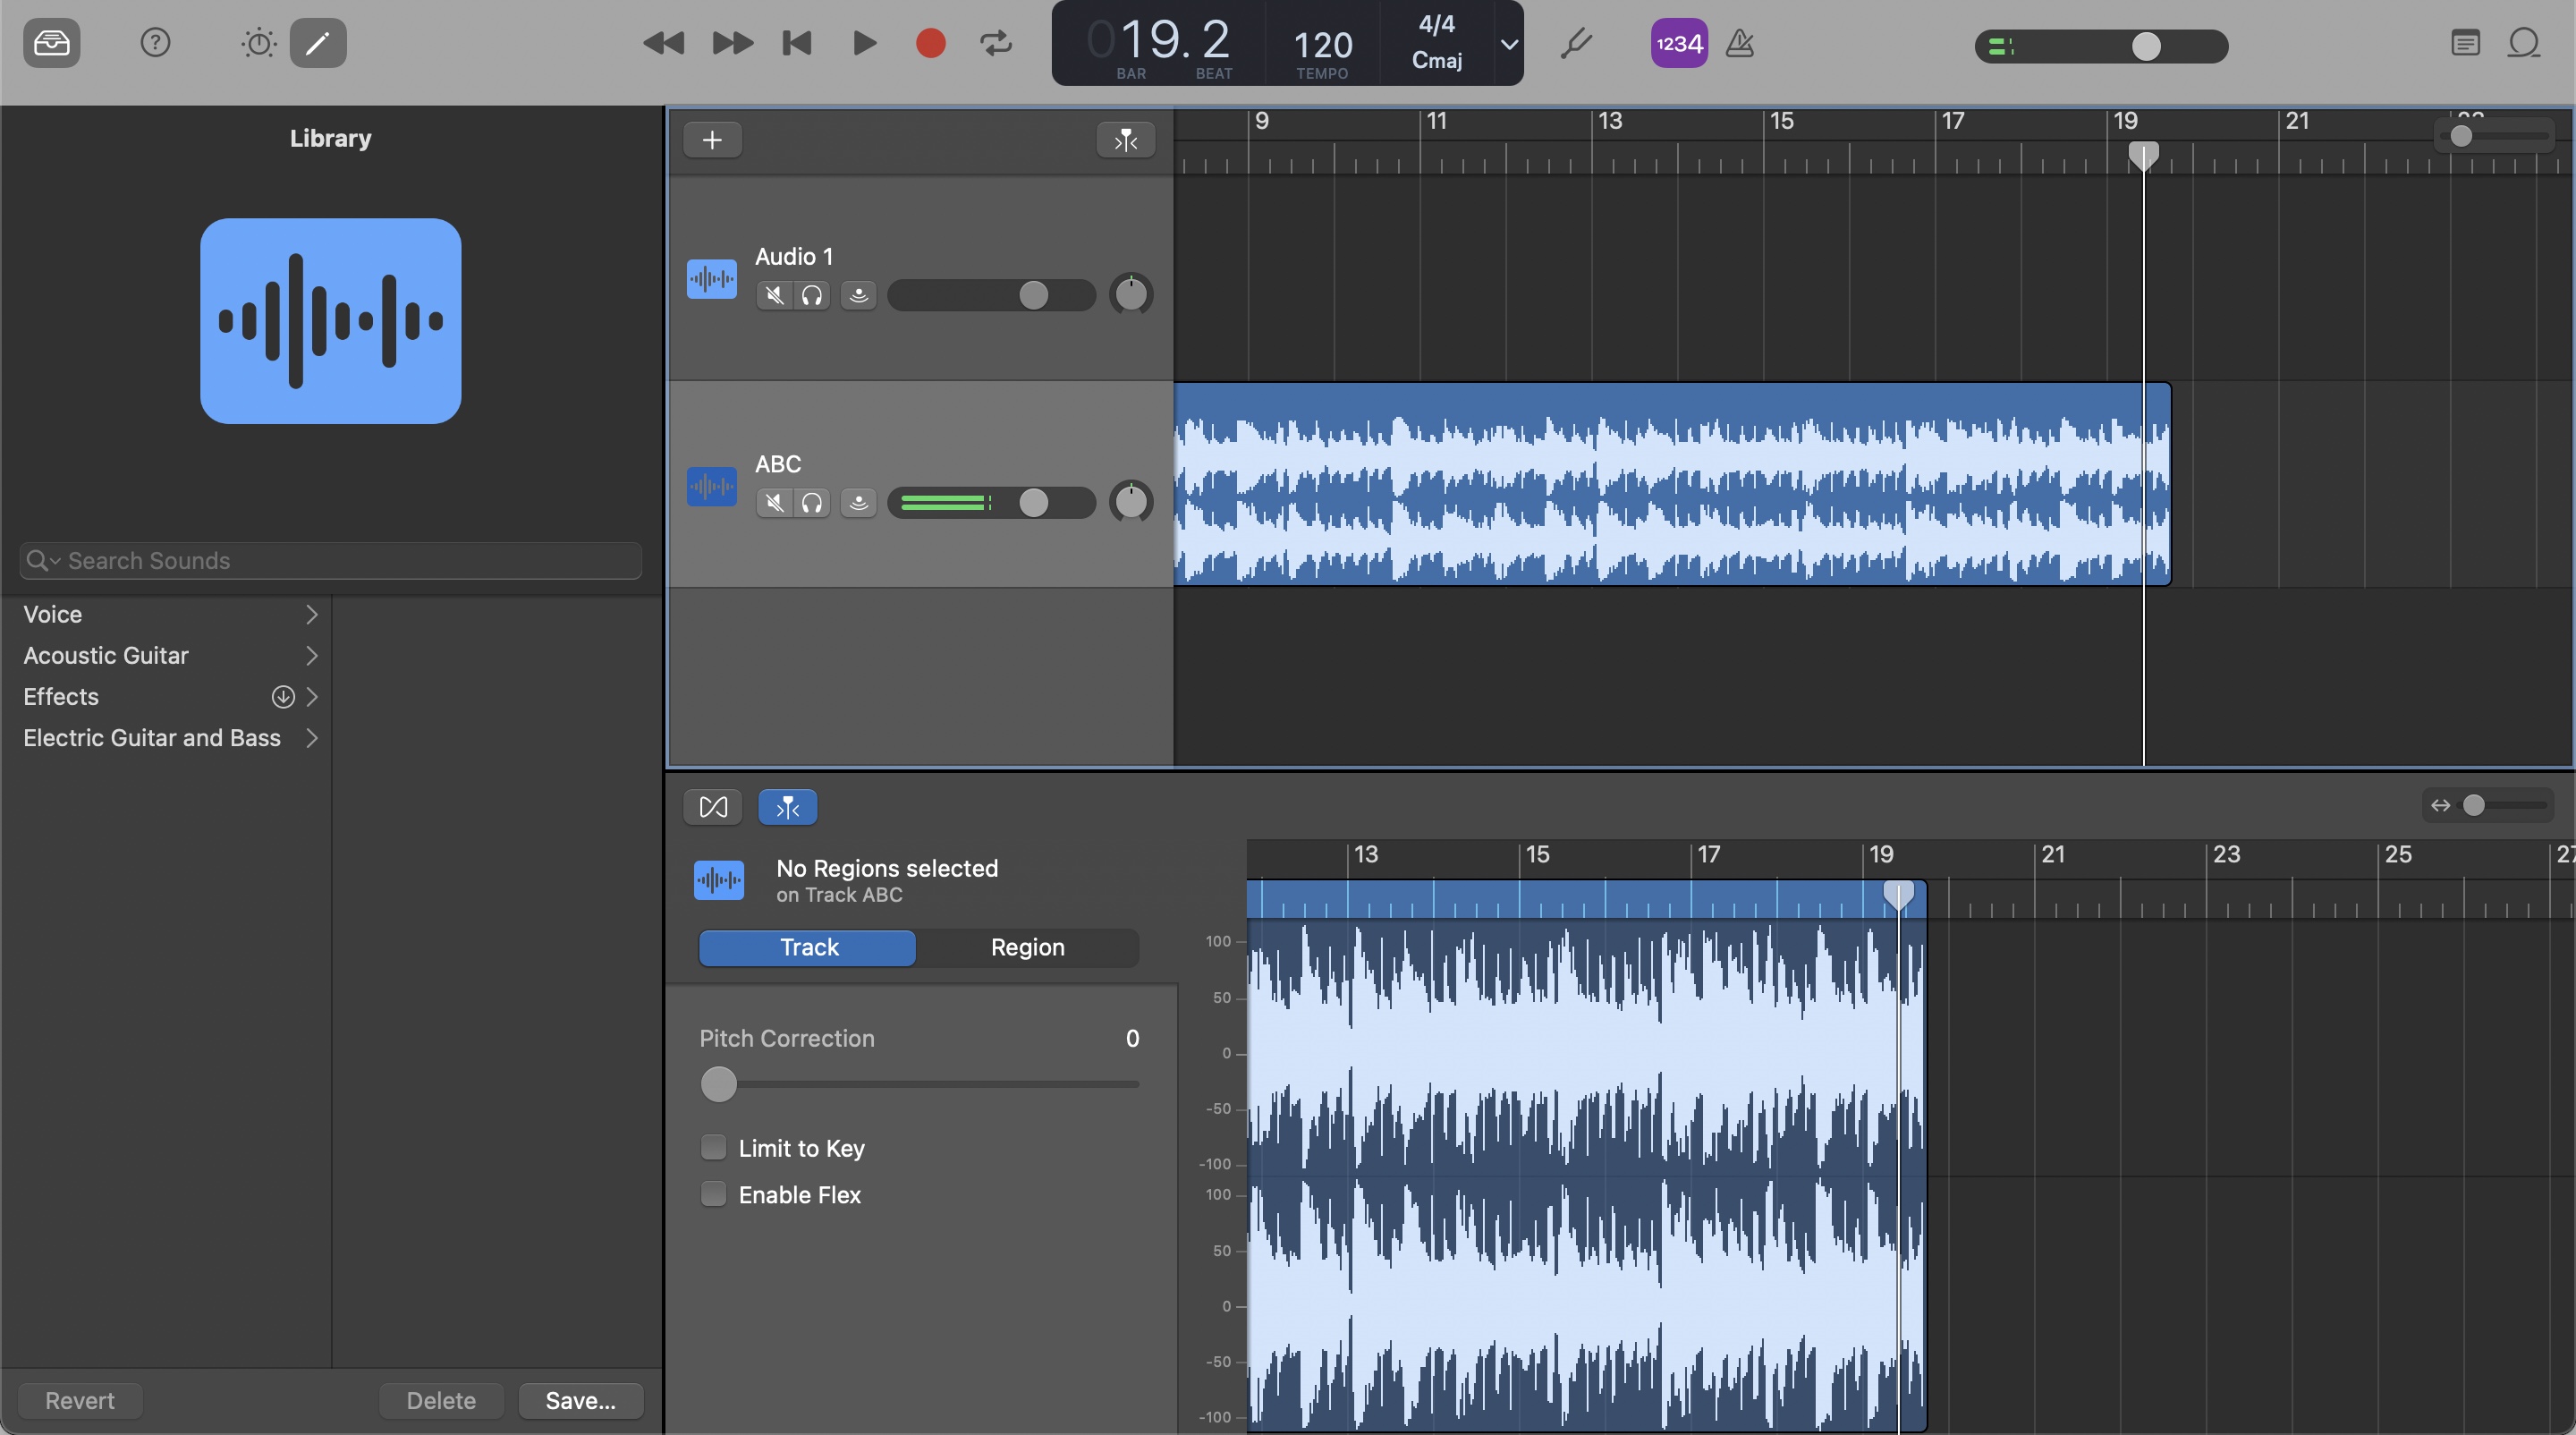 019. 2
BAR
BEAT
120
TEMPO
4/4
Cmaj
1234
Library
Search Sounds
Voice
Acoustic Guitar
Effects
Electric Guitar and Bass
Revert
Delete
Save...
9
11
13
15
17
19
21
Audio 1
ABC
No Regions selected
on Track ABC
Track
Region
Pitch Correction
0
Limit to Key
Enable Flex
13
15
17
19
21
23
25
27
100
50
0
-50
-100
100
50
0
-50
-100